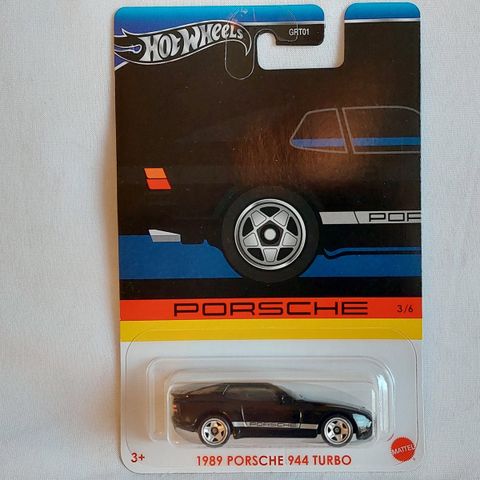 HOT WHEELS
GRT01
POR
PORSCHE
3/6
PORSCHE
3+
1989 PORSCHE 944 TURBO
MATTEL